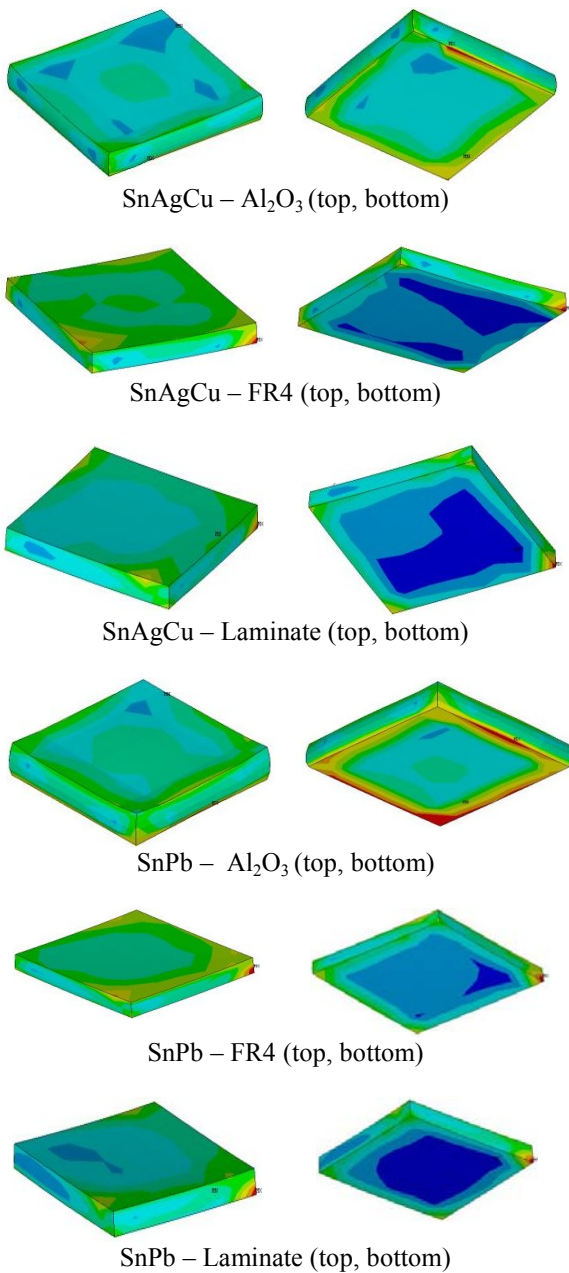 SnAgCu – Al₂O₃ (top, bottom)
SnAgCu – FR4 (top, bottom)
SnAgCu – Laminate (top, bottom)
SnPb – Al₂O₃ (top, bottom)
SnPb – FR4 (top, bottom)
SnPb – Laminate (top, bottom)